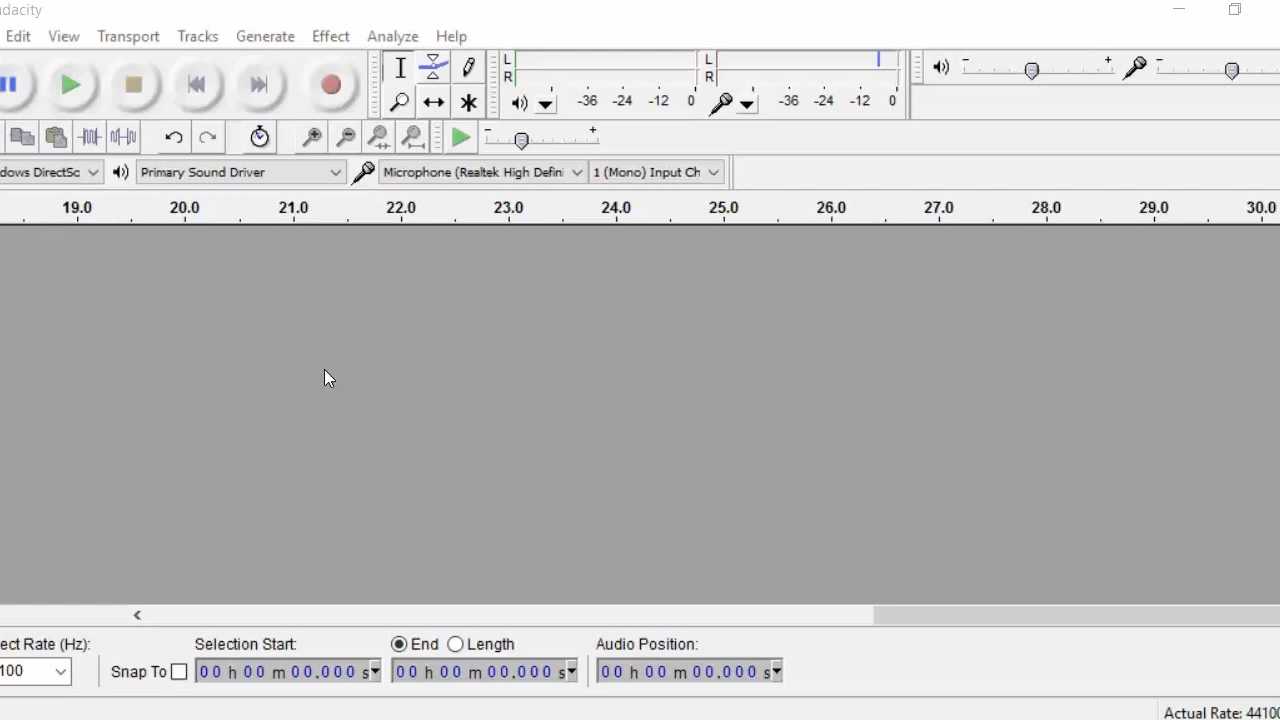 udacity
Edit View Transport Tracks Generate Effect Analyze Help
L L
R R
-36 -24 -12 0 -36 -24 -12 0
- + -
- +
dows DirectSc Primary Sound Driver Microphone (Realtek High Defini 1 (Mono) Input Ch
19.0 20.0 21.0 22.0 23.0 24.0 25.0 26.0 27.0 28.0 29.0 30.0
ect Rate (Hz): Selection Start: End Length Audio Position:
100 Snap To 00 h 00 m 00.000 s 00 h 00 m 00.000 s 00 h 00 m 00.000 s
Actual Rate: 44100